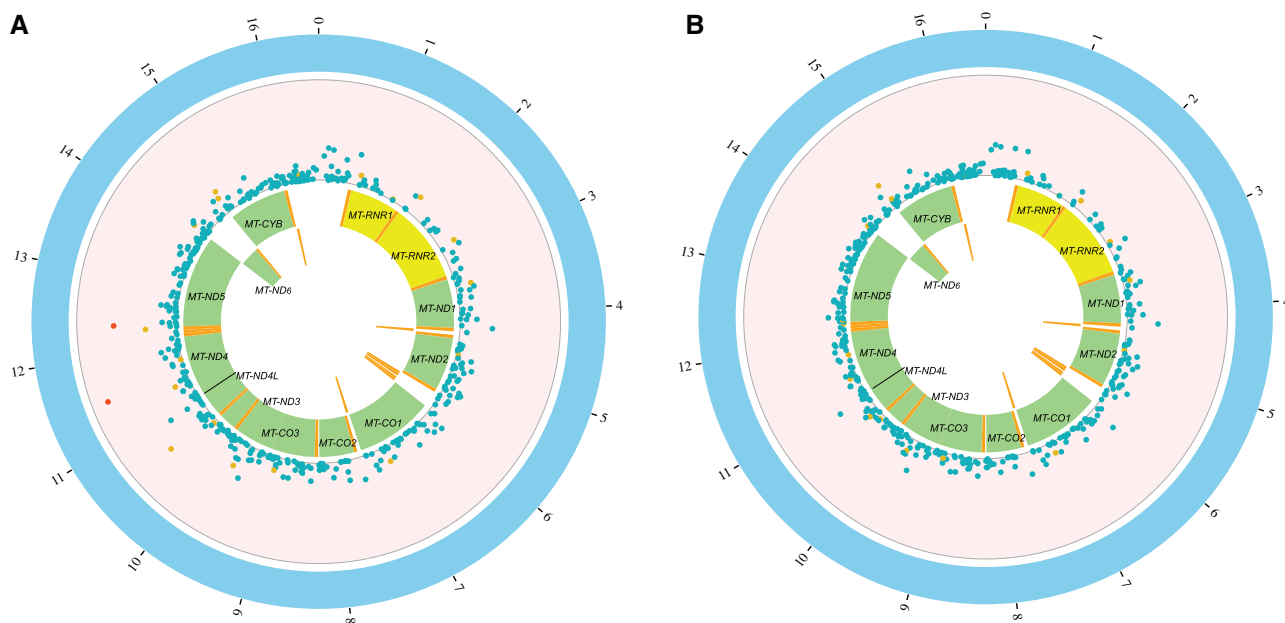 A
0
1
2
3
4
5
6
7
8
9
10
11
12
13
14
15
16
MT-RNR1
MT-RNR2
MT-ND1
MT-ND2
MT-CO1
MT-CO2
MT-CO3
MT-ND3
MT-ND4L
MT-ND4
MT-ND5
MT-ND6
MT-CYB
B
0
1
2
3
4
5
6
7
8
9
10
11
12
13
14
15
16
MT-RNR1
MT-RNR2
MT-ND1
MT-ND2
MT-CO1
MT-CO2
MT-CO3
MT-ND3
MT-ND4L
MT-ND4
MT-ND5
MT-ND6
MT-CYB